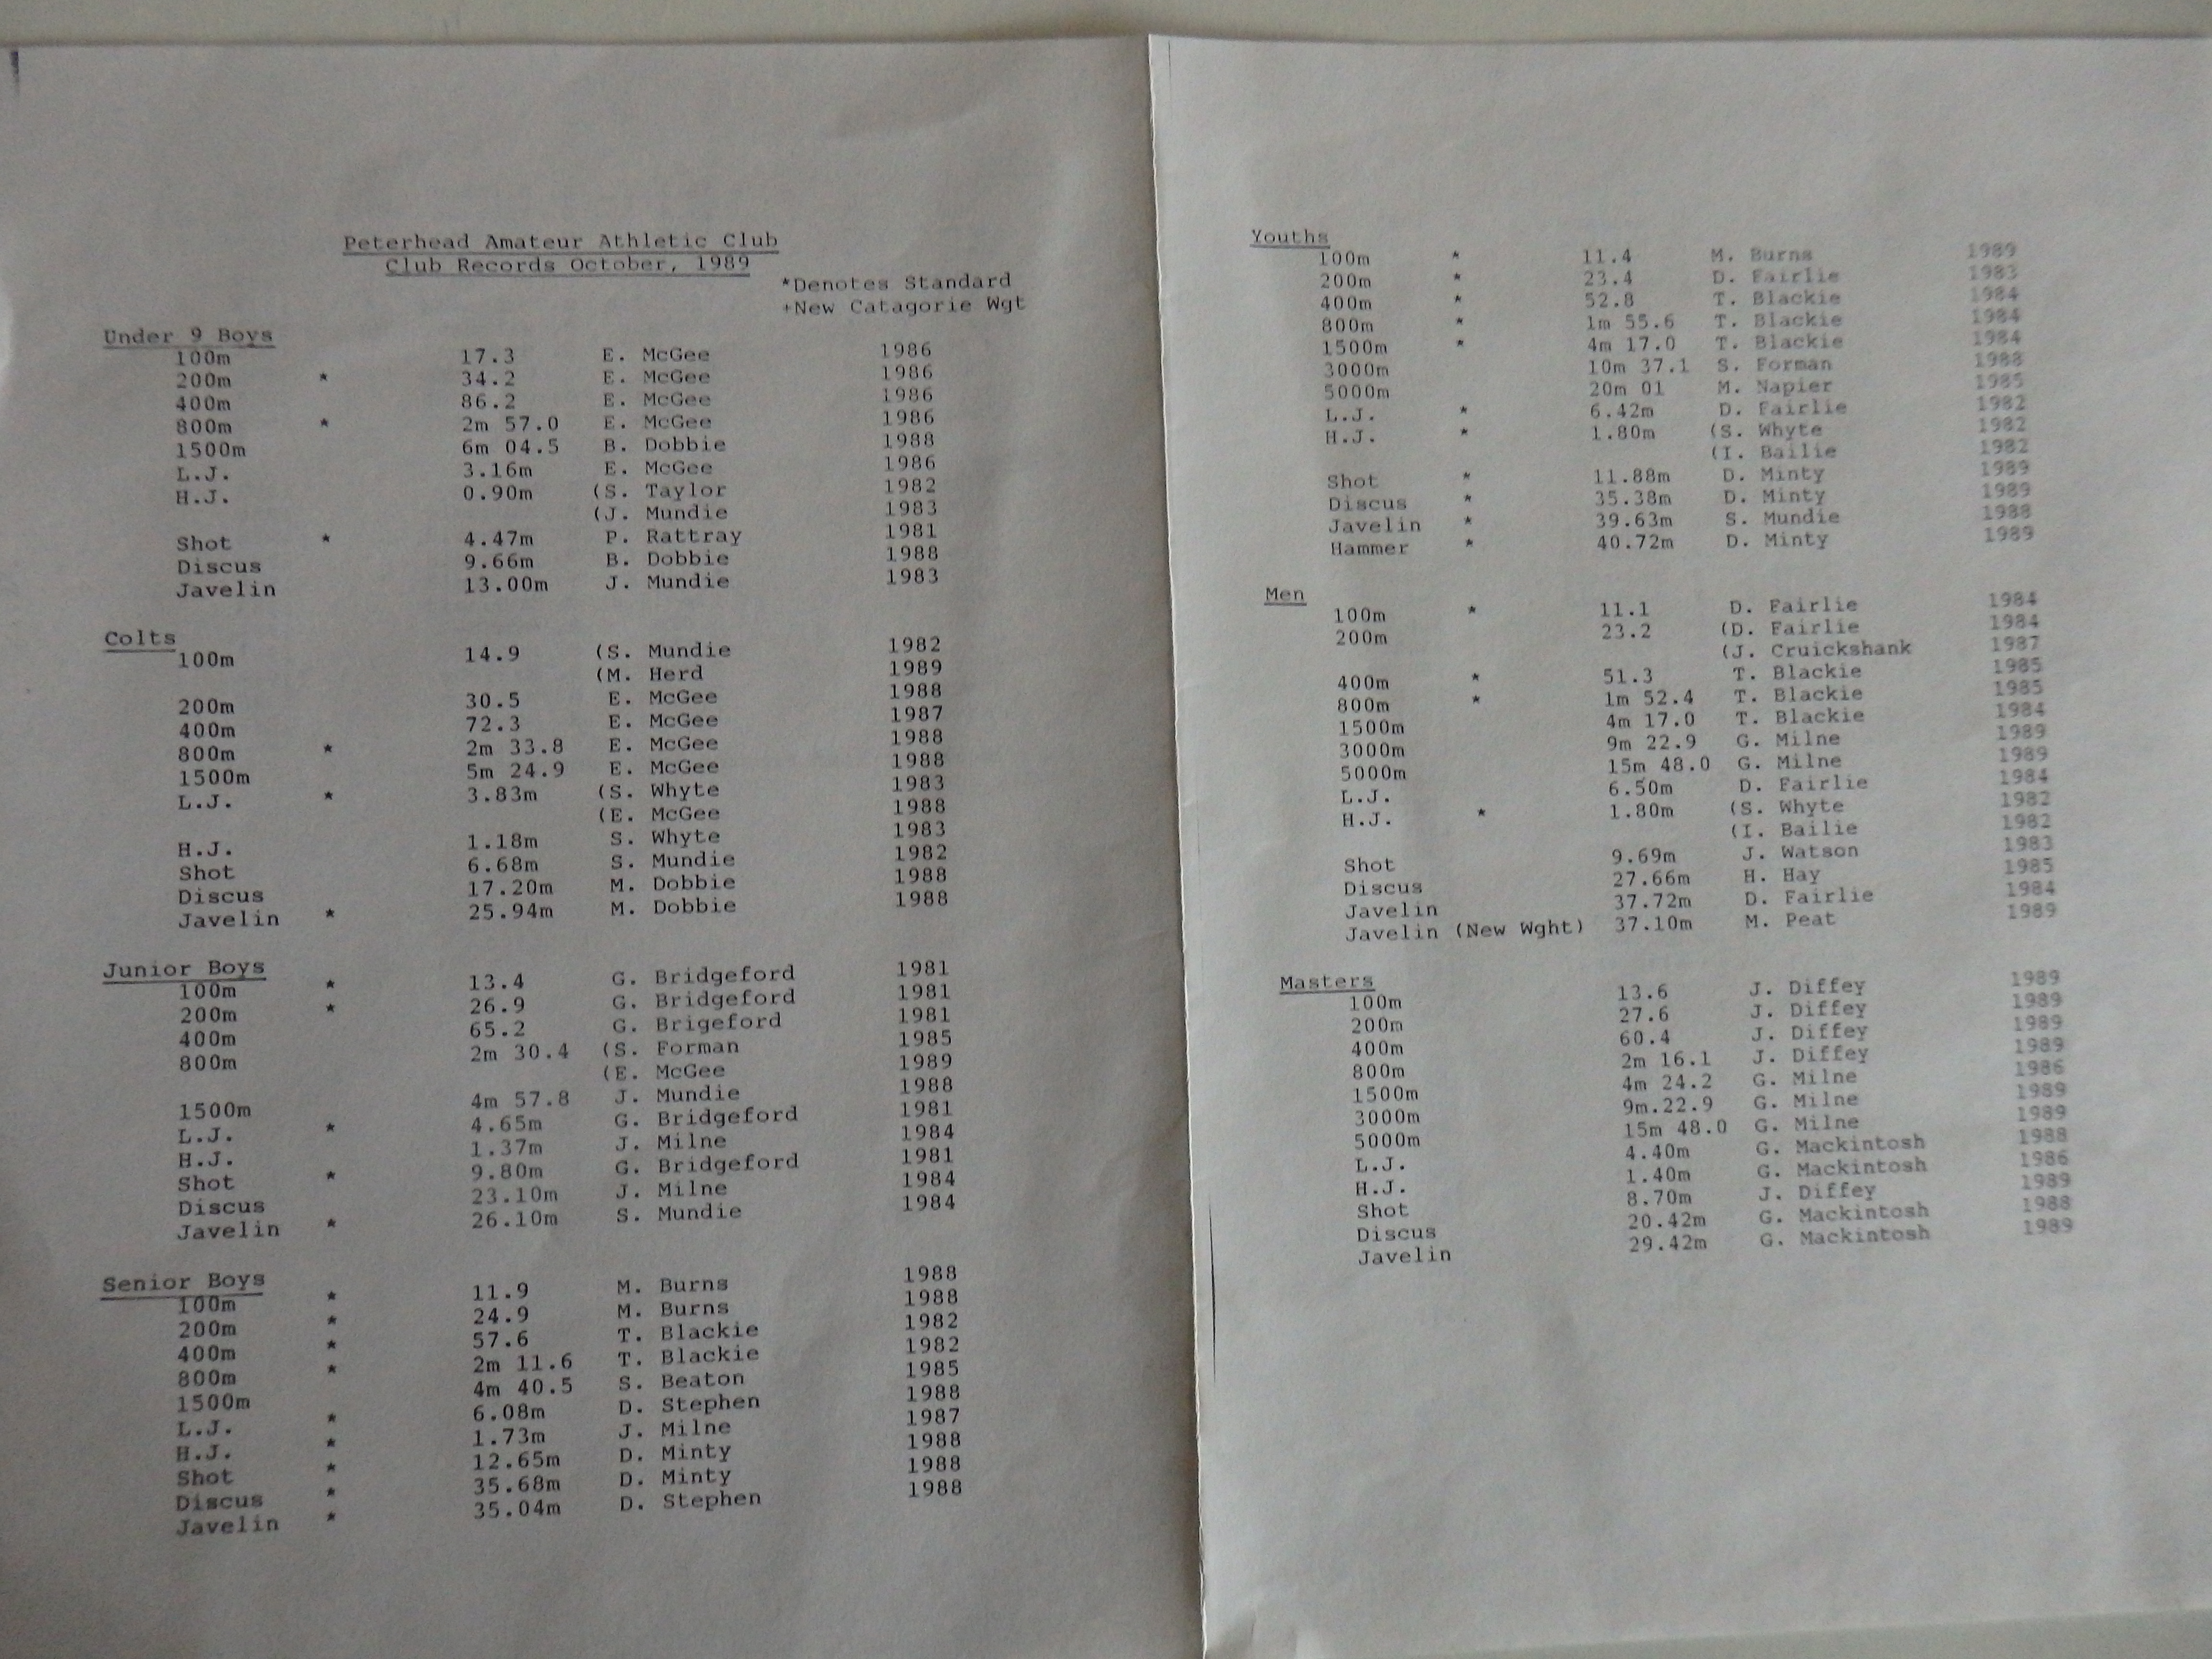 Peterhead Amateur Athletic Club
Club Records October, 1989
*Denotes Standard
+New Catagorie Wgt
Under 9 Boys
100m 17.3 E. McGee 1986
200m * 34.2 E. McGee 1986
400m 86.2 E. McGee 1986
800m * 2m 57.0 E. McGee 1986
1500m 6m 04.5 B. Dobbie 1988
L.J. 3.16m E. McGee 1986
H.J. 0.90m (S. Taylor 1982
(J. Mundie 1983
Shot * 4.47m P. Rattray 1981
Discus 9.66m B. Dobbie 1988
Javelin 13.00m J. Mundie 1983
Colts
100m 14.9 (S. Mundie 1982
(M. Herd 1989
200m 30.5 E. McGee 1988
400m 72.3 E. McGee 1987
800m * 2m 33.8 E. McGee 1988
1500m 5m 24.9 E. McGee 1988
L.J. * 3.83m (S. Whyte 1983
(E. McGee 1988
H.J. 1.18m S. Whyte 1983
Shot 6.68m S. Mundie 1982
Discus 17.20m M. Dobbie 1988
Javelin * 25.94m M. Dobbie 1988
Junior Boys
100m * 13.4 G. Bridgeford 1981
200m * 26.9 G. Bridgeford 1981
400m 65.2 G. Brigeford 1981
800m 2m 30.4 (S. Forman 1985
(E. McGee 1989
1500m 4m 57.8 J. Mundie 1988
L.J. * 4.65m G. Bridgeford 1981
H.J. 1.37m J. Milne 1984
Shot * 9.80m G. Bridgeford 1981
Discus 23.10m J. Milne 1984
Javelin * 26.10m S. Mundie 1984
Senior Boys
100m * 11.9 M. Burns 1988
200m * 24.9 M. Burns 1988
400m * 57.6 T. Blackie 1982
800m * 2m 11.6 T. Blackie 1982
1500m 4m 40.5 S. Beaton 1985
L.J. * 6.08m D. Stephen 1988
H.J. * 1.73m J. Milne 1987
Shot * 12.65m D. Minty 1988
Discus * 35.68m D. Minty 1988
Javelin * 35.04m D. Stephen 1988
Youths
100m * 11.4 M. Burns 1989
200m * 23.4 D. Fairlie 1983
400m * 52.8 T. Blackie 1984
800m * 1m 55.6 T. Blackie 1984
1500m * 4m 17.0 T. Blackie 1984
3000m 10m 37.1 S. Forman 1988
5000m 20m 01 M. Napier 1985
L.J. * 6.42m D. Fairlie 1982
H.J. * 1.80m (S. Whyte 1982
(I. Bailie 1982
Shot * 11.88m D. Minty 1989
Discus * 35.38m D. Minty 1989
Javelin * 39.63m S. Mundie 1988
Hammer * 40.72m D. Minty 1989
Men
100m * 11.1 D. Fairlie 1984
200m 23.2 (D. Fairlie 1984
(J. Cruickshank 1987
400m * 51.3 T. Blackie 1985
800m * 1m 52.4 T. Blackie 1985
1500m 4m 17.0 T. Blackie 1984
3000m 9m 22.9 G. Milne 1989
5000m 15m 48.0 G. Milne 1989
L.J. 6.50m D. Fairlie 1984
H.J. * 1.80m (S. Whyte 1982
(I. Bailie 1982
Shot 9.69m J. Watson 1983
Discus 27.66m H. Hay 1985
Javelin 37.72m D. Fairlie 1984
Javelin (New Wght) 37.10m M. Peat 1989
Masters
100m 13.6 J. Diffey 1989
200m 27.6 J. Diffey 1989
400m 60.4 J. Diffey 1989
800m 2m 16.1 J. Diffey 1989
1500m 4m 24.2 G. Milne 1986
3000m 9m.22.9 G. Milne 1989
5000m 15m 48.0 G. Milne 1989
L.J. 4.40m G. Mackintosh 1988
H.J. 1.40m G. Mackintosh 1986
Shot 8.70m J. Diffey 1989
Discus 20.42m G. Mackintosh 1988
Javelin 29.42m G. Mackintosh 1989